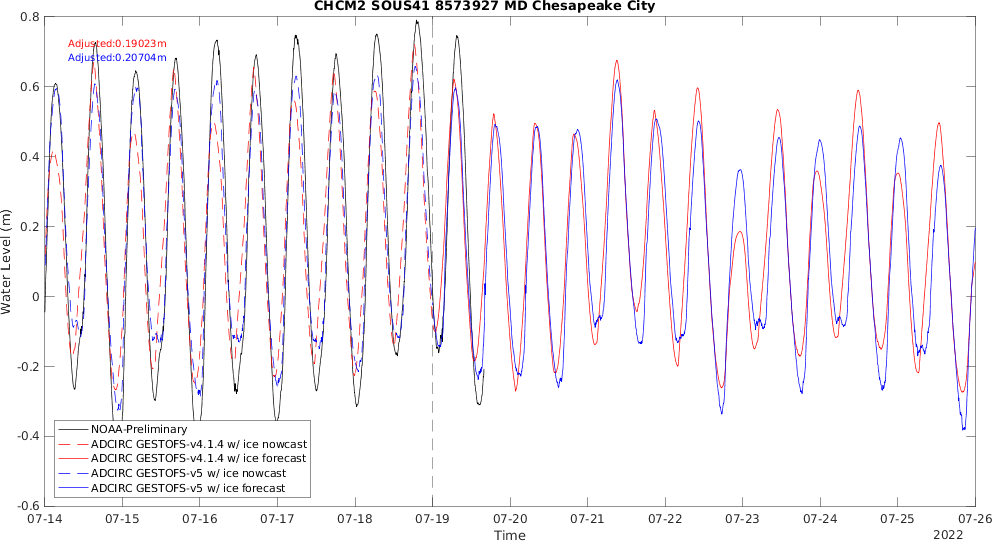 CHCM2 SOUS41 8573927 MD Chesapeake City
Adjusted:0.19023m
Adjusted:0.20704m
Water Level (m)
0.8
0.6
0.4
0.2
0
-0.2
-0.4
-0.6
NOAA-Preliminary
ADCIRC GESTOFS-v4.1.4 w/ ice nowcast
ADCIRC GESTOFS-v4.1.4 w/ ice forecast
ADCIRC GESTOFS-v5 w/ ice nowcast
ADCIRC GESTOFS-v5 w/ ice forecast
07-14 07-15 07-16 07-17 07-18 07-19 07-20 07-21 07-22 07-23 07-24 07-25 07-26
Time
2022